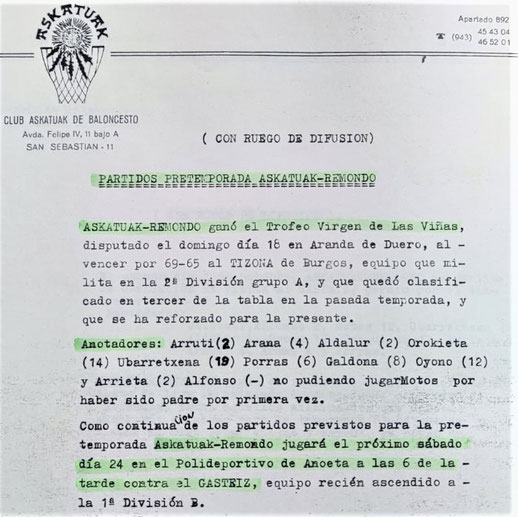 ASKATUAK
Apartado 892
☎ (943) 45 43 04
46 52 01
CLUB ASKATUAK DE BALONCESTO
Avda. Felipe IV, 11 bajo A
SAN SEBASTIAN - 11
( CON RUEGO DE DIFUSION)
PARTIDOS PRETEMPORADA ASKATUAK-REMONDO
ASKATUAK-REMONDO ganó el Trofeo Virgen de Las Viñas,
disputado el domingo día 18 en Aranda de Duero, al -
vencer por 69-65 al TIZONA de Burgos, equipo que mi-
lita en la 2ª División grupo A, y que quedó clasifi-
cado en tercer de la tabla en la pasada temporada, y
que se ha reforzado para la presente.
Anotadores: Arruti(2) Arana (4) Aldalur (2) Orokieta
(14) Ubarretxena (19) Porras (6) Galdona (8) Oyono (12)
y Arrieta (2) Alfonso (-) no pudiendo jugarMotos por
haber sido padre por primera vez.
Como continuacion de los partidos previstos para la pre-
temporada Askatuak-Remondo jugará el próximo sábado
día 24 en el Polideportivo de Anoeta a las 6 de la -
tarde contra el GASTEIZ, equipo recién ascendido a -
la 1ª División B.